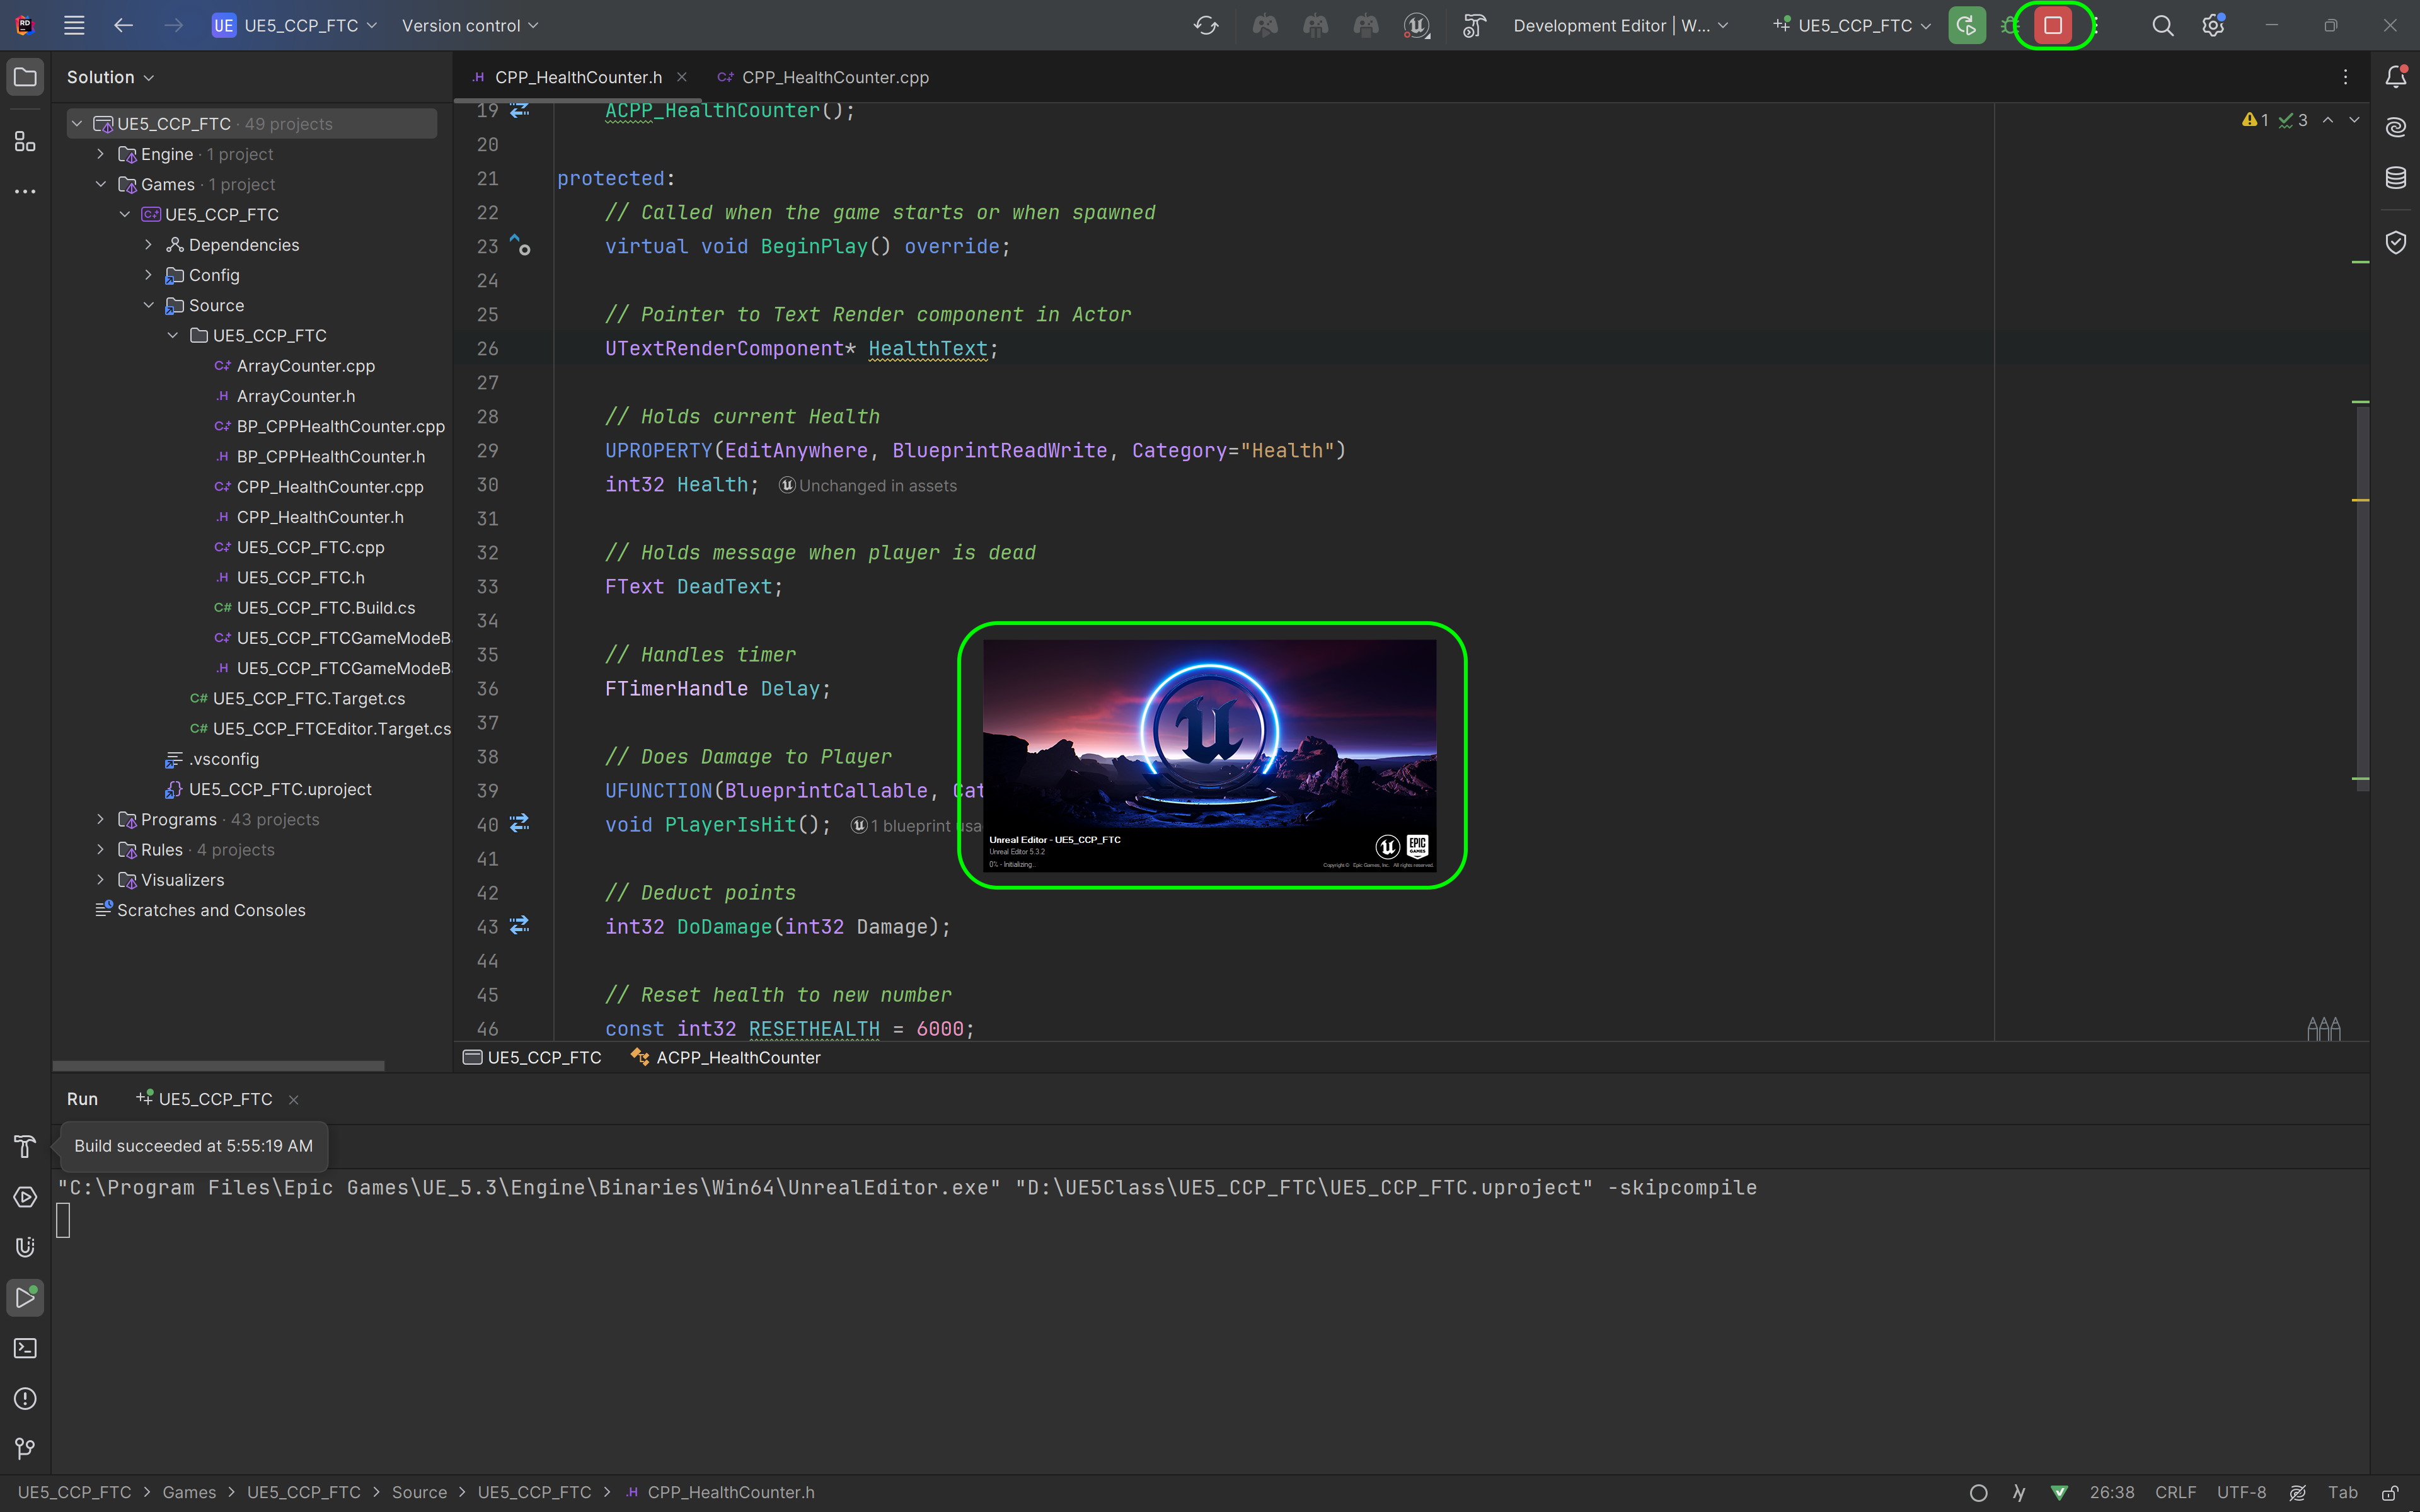 UE UE5_CCP_FTC Version control Development Editor | W... UE5_CCP_FTC
Solution CPP_HealthCounter.h CPP_HealthCounter.cpp
UE5_CCP_FTC · 49 projects
Engine · 1 project
Games · 1 project
UE5_CCP_FTC
Dependencies
Config
Source
UE5_CCP_FTC
ArrayCounter.cpp
ArrayCounter.h
BP_CPPHealthCounter.cpp
BP_CPPHealthCounter.h
CPP_HealthCounter.cpp
CPP_HealthCounter.h
UE5_CCP_FTC.cpp
UE5_CCP_FTC.h
UE5_CCP_FTC.Build.cs
UE5_CCP_FTCGameModeB
UE5_CCP_FTCGameModeB
UE5_CCP_FTC.Target.cs
UE5_CCP_FTCEditor.Target.cs
.vsconfig
UE5_CCP_FTC.uproject
Programs · 43 projects
Rules · 4 projects
Visualizers
Scratches and Consoles
1 3
19 ACPP_HealthCounter();
20
21 protected:
22 // Called when the game starts or when spawned
23 virtual void BeginPlay() override;
24
25 // Pointer to Text Render component in Actor
26 UTextRenderComponent* HealthText;
27
28 // Holds current Health
29 UPROPERTY(EditAnywhere, BlueprintReadWrite, Category="Health")
30 int32 Health; Unchanged in assets
31
32 // Holds message when player is dead
33 FText DeadText;
34
35 // Handles timer
36 FTimerHandle Delay;
37
38 // Does Damage to Player
39 UFUNCTION(BlueprintCallable, Cat
40 void PlayerIsHit(); 1 blueprint usa
41
42 // Deduct points
43 int32 DoDamage(int32 Damage);
44
45 // Reset health to new number
46 const int32 RESETHEALTH = 6000;
Unreal Editor - UE5_CCP_FTC
Unreal Editor 5.3.2
0% - Initializing...
EPIC GAMES
Copyright © Epic Games, Inc. All rights reserved.
UE5_CCP_FTC ACPP_HealthCounter
Run UE5_CCP_FTC
Build succeeded at 5:55:19 AM
"C:\Program Files\Epic Games\UE_5.3\Engine\Binaries\Win64\UnrealEditor.exe" "D:\UE5Class\UE5_CCP_FTC\UE5_CCP_FTC.uproject" -skipcompile
UE5_CCP_FTC > Games > UE5_CCP_FTC > Source > UE5_CCP_FTC > .H CPP_HealthCounter.h 26:38 CRLF UTF-8 Tab